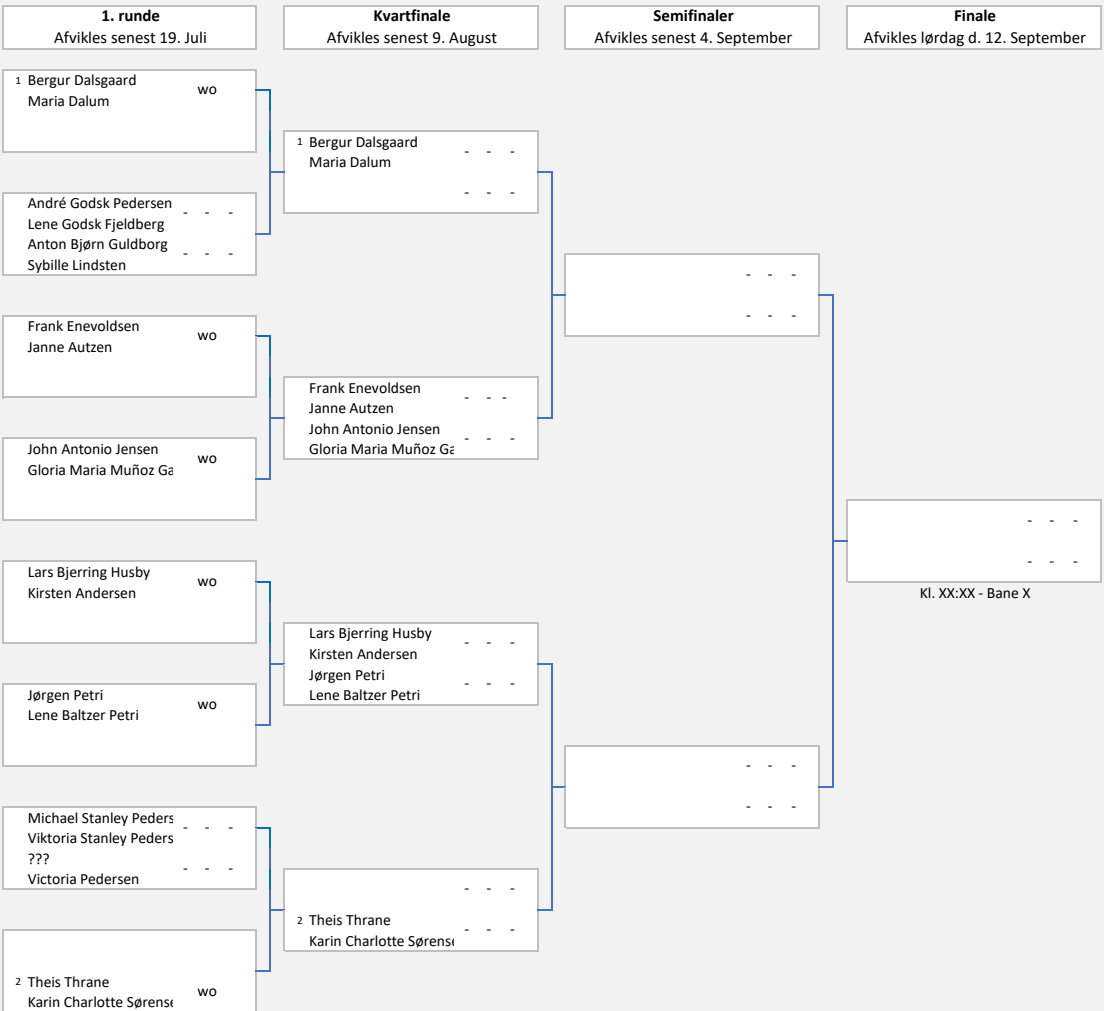 1. runde
Afvikles senest 19. Juli
Kvartfinale
Afvikles senest 9. August
Semifinaler
Afvikles senest 4. September
Finale
Afvikles lørdag d. 12. September
1 Bergur Dalsgaard wo
Maria Dalum
André Godsk Pedersen - - -
Lene Godsk Fjeldberg
Anton Bjørn Guldborg - - -
Sybille Lindsten
Frank Enevoldsen wo
Janne Autzen
John Antonio Jensen wo
Gloria Maria Muñoz Ga
Lars Bjerring Husby wo
Kirsten Andersen
Jørgen Petri wo
Lene Baltzer Petri
Michael Stanley Peders - - -
Viktoria Stanley Peders
??? - - -
Victoria Pedersen
2 Theis Thrane wo
Karin Charlotte Sørense
1 Bergur Dalsgaard - - -
Maria Dalum
- - -
Frank Enevoldsen - - -
Janne Autzen
John Antonio Jensen - - -
Gloria Maria Muñoz Ga
Lars Bjerring Husby - - -
Kirsten Andersen
Jørgen Petri - - -
Lene Baltzer Petri
- - -
2 Theis Thrane - - -
Karin Charlotte Sørense
- - -
- - -
- - -
- - -
- - -
- - -
Kl. XX:XX - Bane X